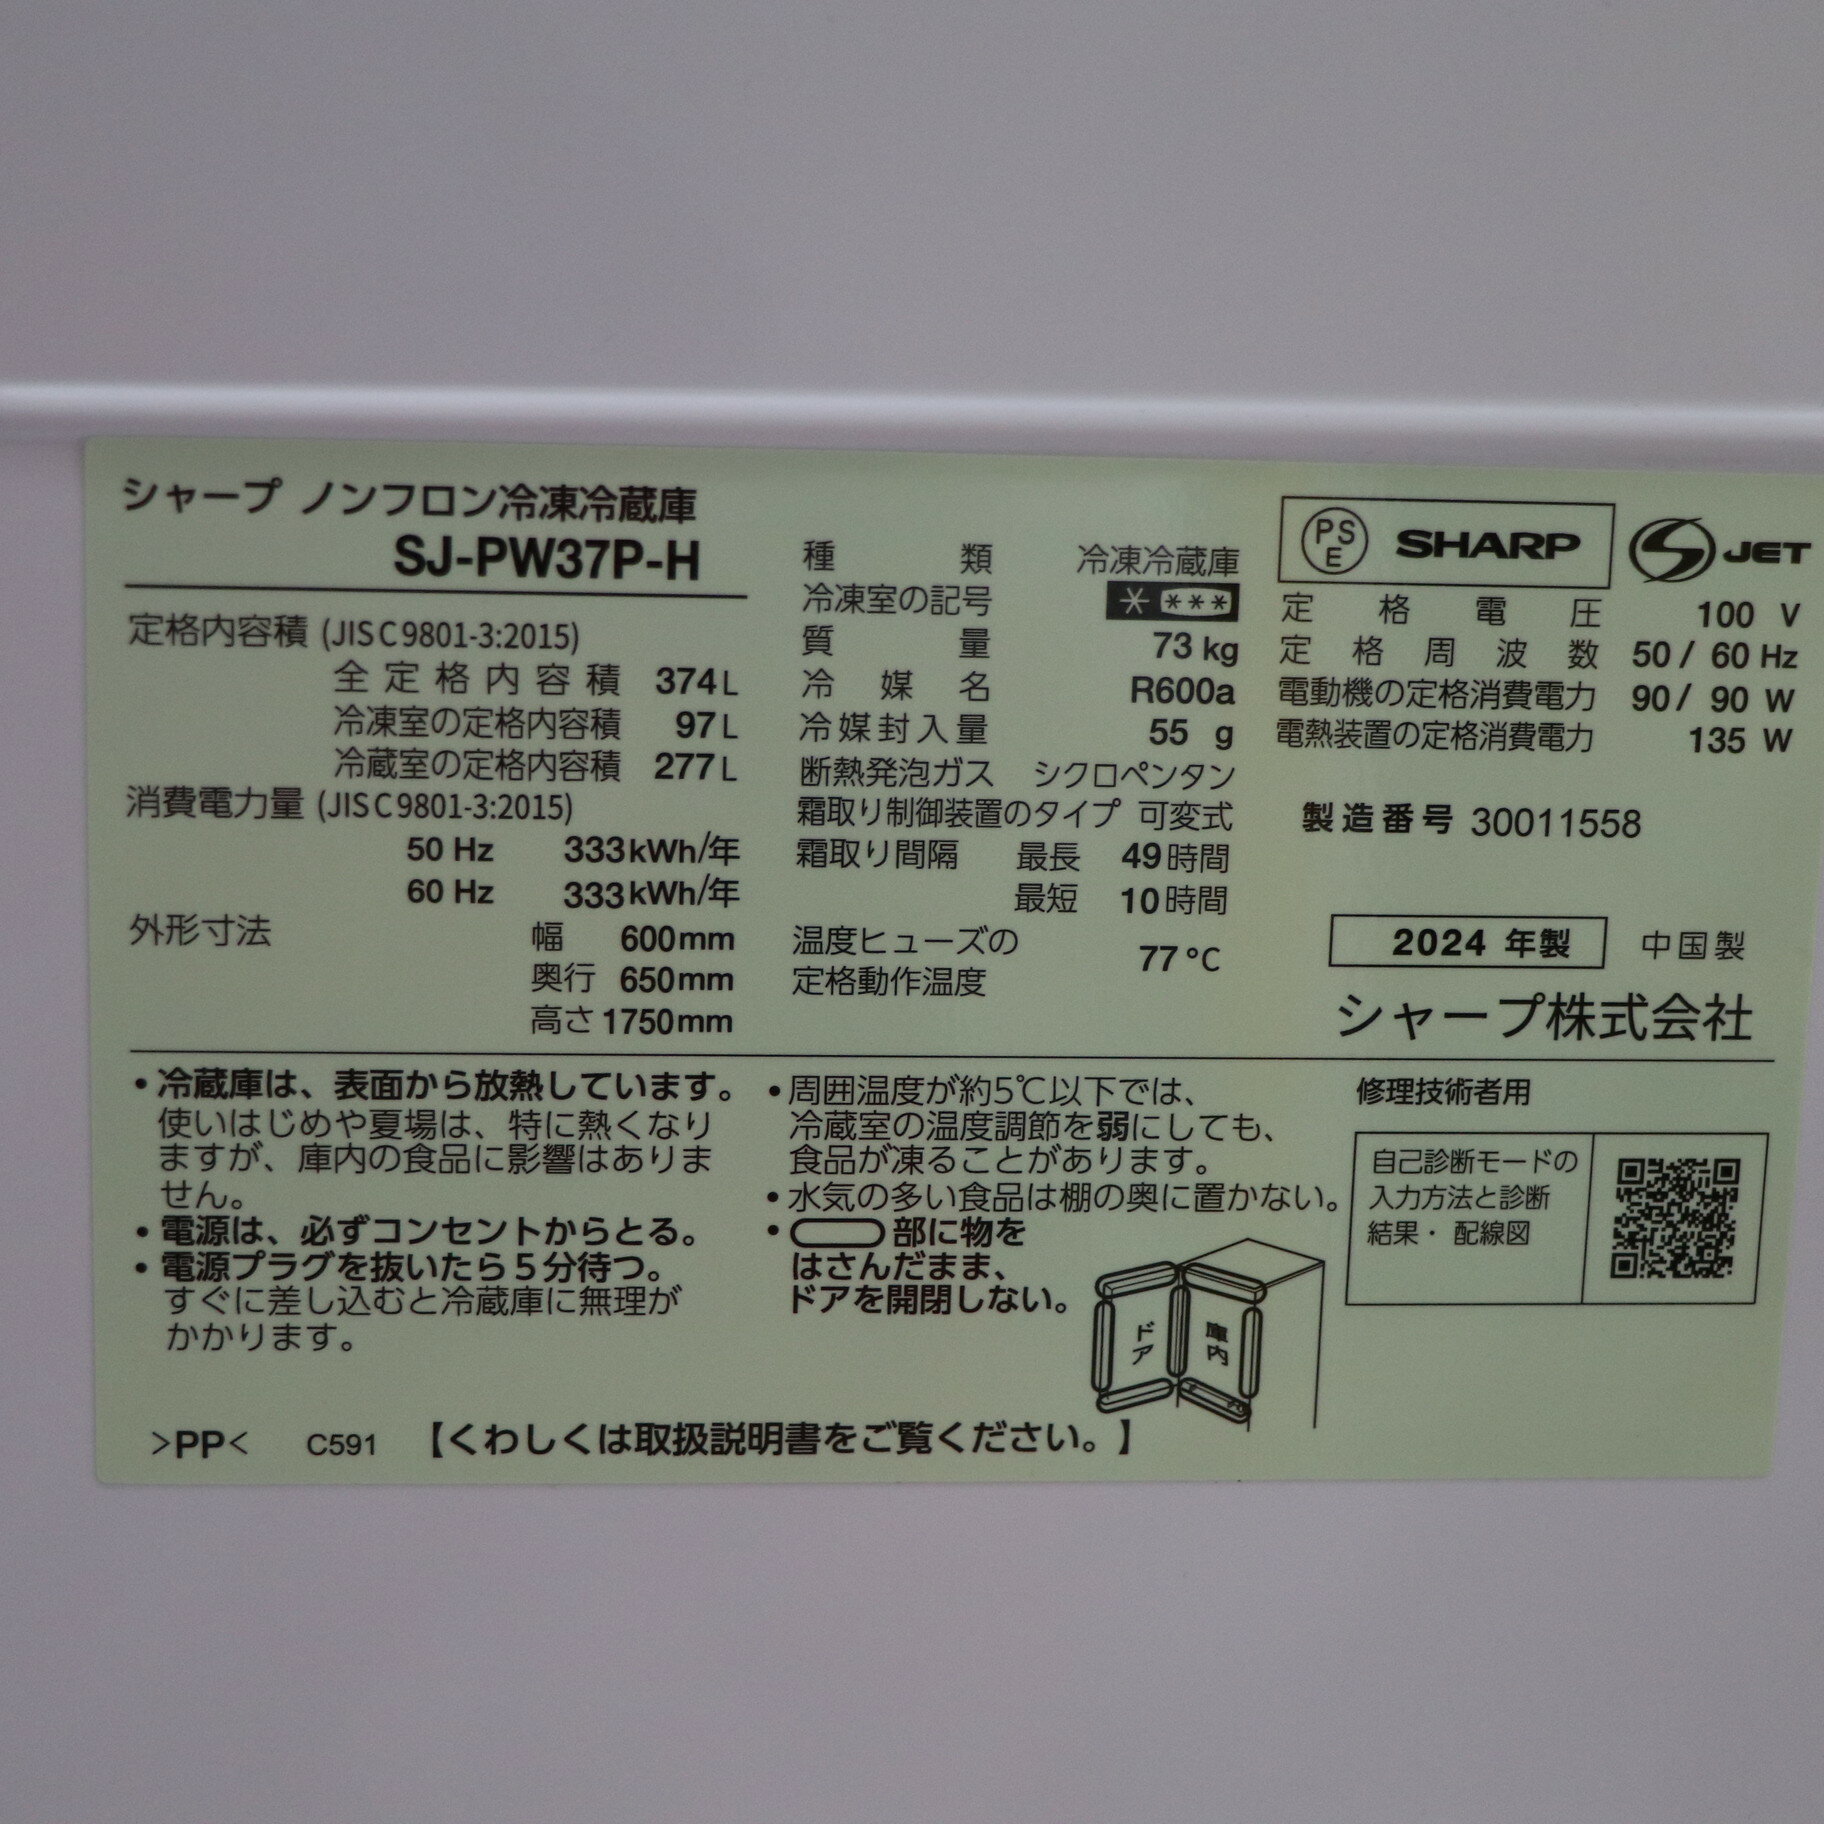 シャープ ノンフロン冷凍冷蔵庫
SJ-PW37P-H
定格内容積 (JIS C 9801-3:2015)
全定格内容積 374 L
冷凍室の定格内容積 97 L
冷蔵室の定格内容積 277 L
消費電力量 (JIS C 9801-3:2015)
50 Hz 333 kWh/年
60 Hz 333 kWh/年
外形寸法 幅 600 mm
奥行 650 mm
高さ 1750 mm
種類 冷凍冷蔵庫
冷凍室の記号 * ***
質量 73 kg
冷媒名 R600a
冷媒封入量 55 g
断熱発泡ガス シクロペンタン
霜取り制御装置のタイプ 可変式
霜取り間隔 最長 49 時間
最短 10 時間
温度ヒューズの
定格動作温度 77 ℃
PSE SHARP S JET
定格電圧 100 V
定格周波数 50 / 60 Hz
電動機の定格消費電力 90 / 90 W
電熱装置の定格消費電力 135 W
製造番号 30011558
2024 年製 中国製
シャープ株式会社
・冷蔵庫は、表面から放熱しています。
使いはじめや夏場は、特に熱くなり
ますが、庫内の食品に影響はありま
せん。
・電源は、必ずコンセントからとる。
・電源プラグを抜いたら5分待つ。
すぐに差し込むと冷蔵庫に無理が
かかります。
・周囲温度が約5℃以下では、
冷蔵室の温度調節を弱にしても、
食品が凍ることがあります。
・水気の多い食品は棚の奥に置かない。
・部に物を
はさんだまま、
ドアを開閉しない。
ドア
庫内
修理技術者用
自己診断モードの
入力方法と診断
結果・配線図
>PP< C591 【くわしくは取扱説明書をご覧ください。】